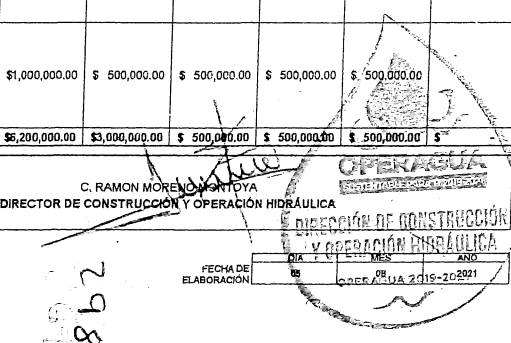 $1,000,000.00 $ 500,000.00 $ 500,000.00 $ 500,000.00 $ 500,000.00
$6,200,000.00 $3,000,000.00 $ 500,000.00 $ 500,000.00 $ 500,000.00 $ -
OPERAGUA
C. RAMON MORENO MONTOYA
DIRECTOR DE CONSTRUCCIÓN Y OPERACIÓN HIDRÁULICA
DIRECCIÓN DE CONSTRUCCIÓN
Y OPERACIÓN HIDRÁULICA
FECHA DE ELABORACIÓN
DIA MES AÑO
05 08 2021
OPERAGUA 2019-2021
862